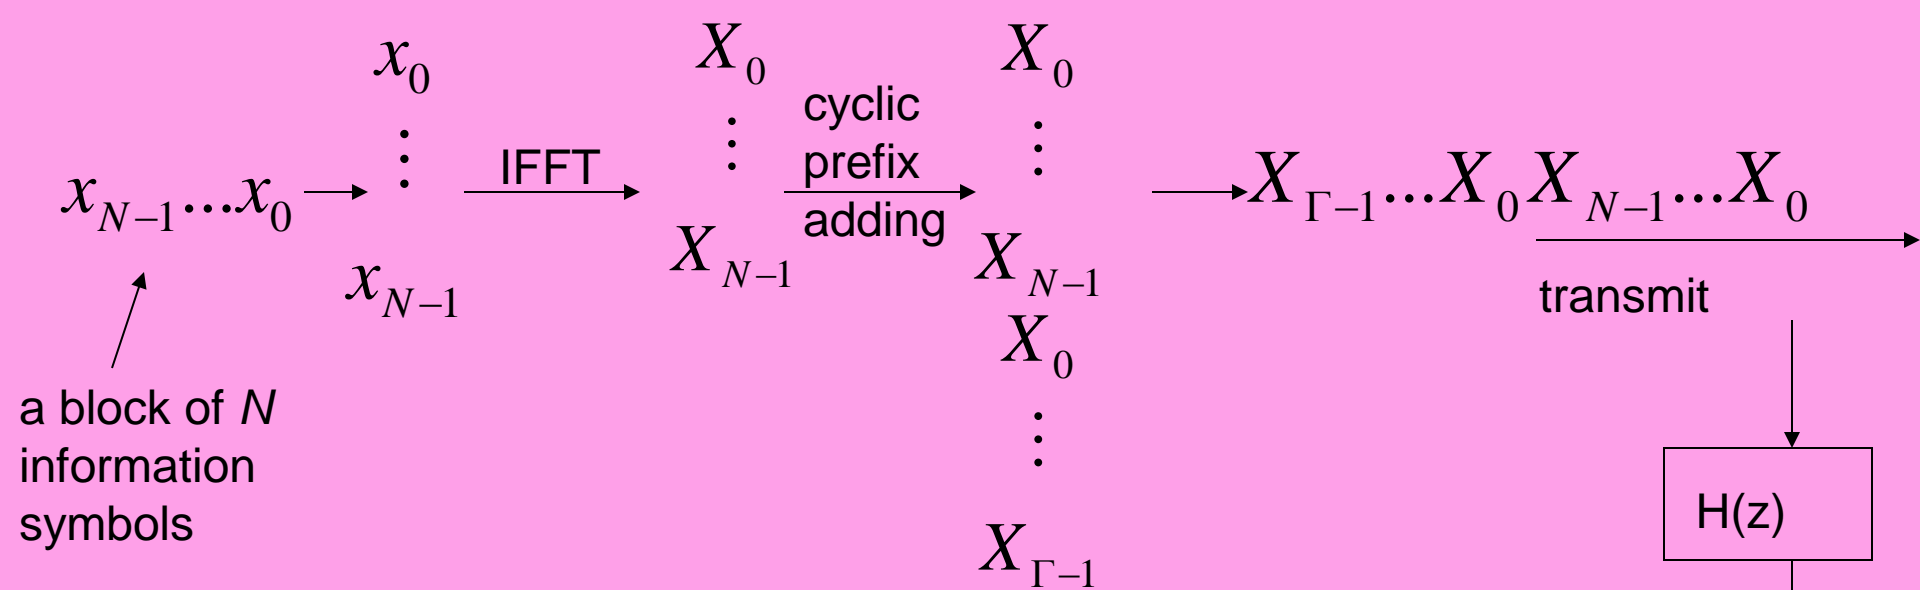 x_{N-1}...x_0
x_0
⋮
x_{N-1}
IFFT
X_0
⋮
X_{N-1}
cyclic
prefix
adding
X_0
⋮
X_{N-1}
X_0
⋮
X_{Γ-1}
X_{Γ-1}...X_0 X_{N-1}...X_0
transmit
a block of N
information
symbols
H(z)